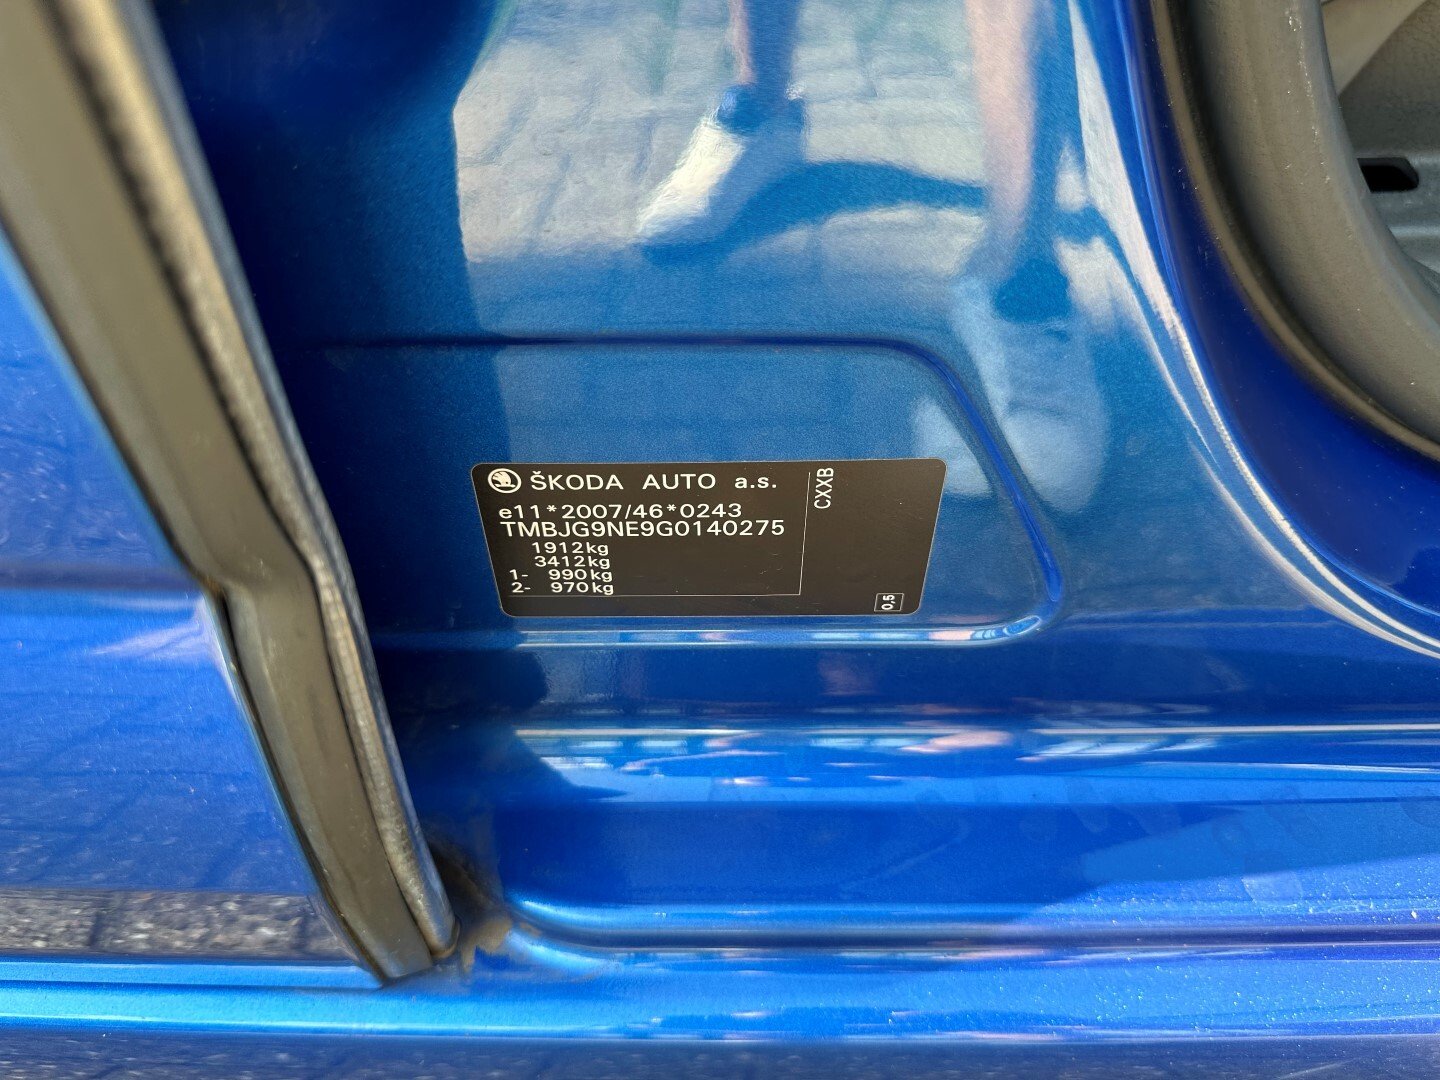 ŠKODA AUTO a.s.
e11*2007/46*0243
TMBJG9NE9G0140275
1912kg
3412kg
1- 990kg
2- 970kg
CXXB
0,5